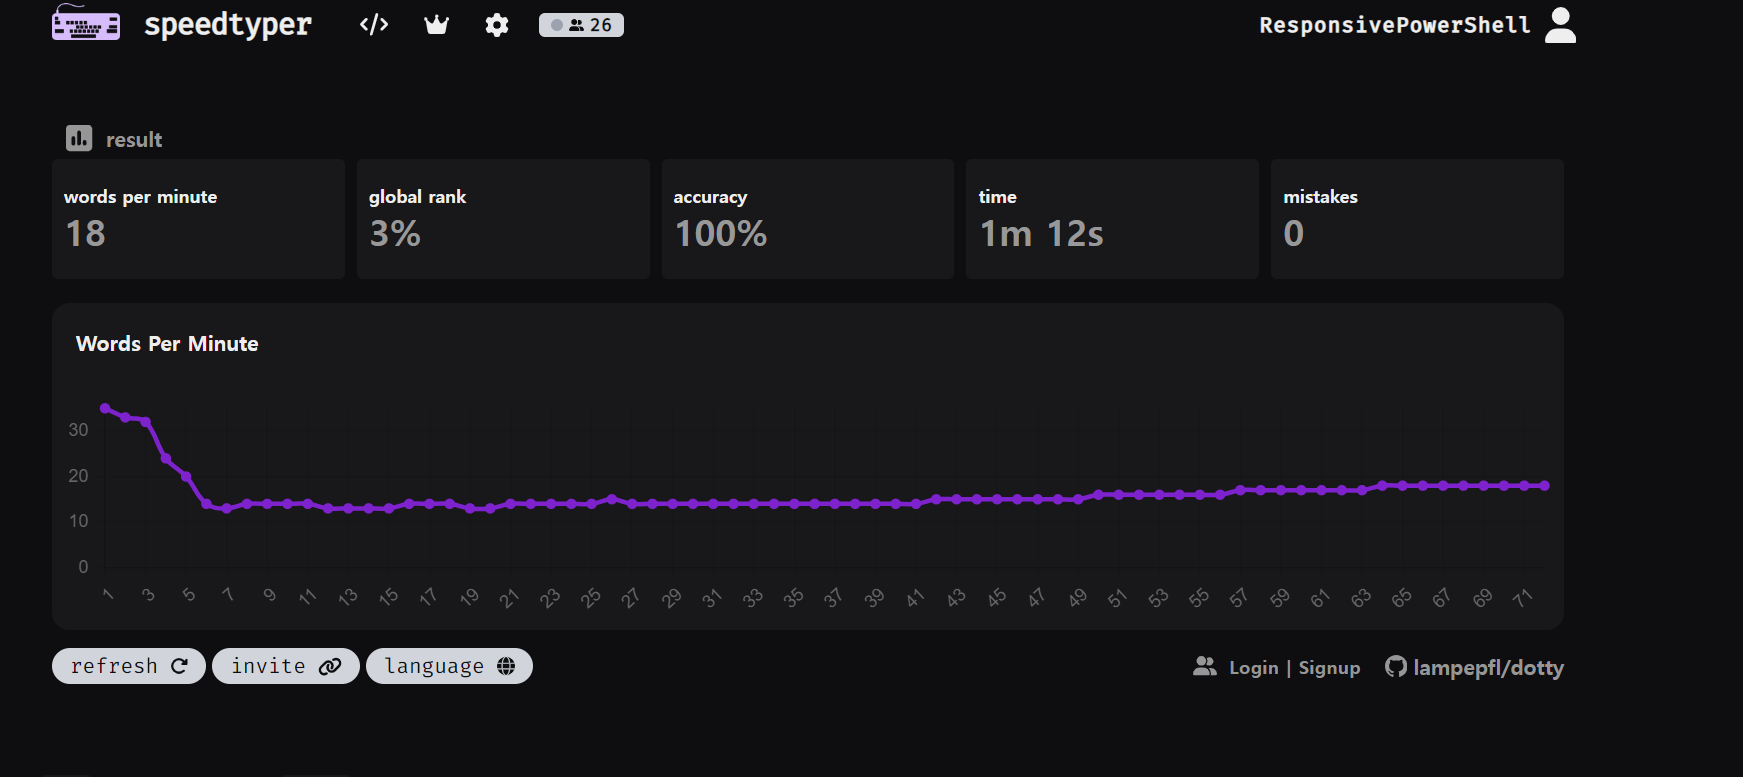 speedtyper </> 26 ResponsivePowerShell
result
words per minute
18
global rank
3%
accuracy
100%
time
1m 12s
mistakes
0
Words Per Minute
30
20
10
0
1 3 5 7 9 11 13 15 17 19 21 23 25 27 29 31 33 35 37 39 41 43 45 47 49 51 53 55 57 59 61 63 65 67 69 71
refresh invite language Login | Signup lampepfl/dotty